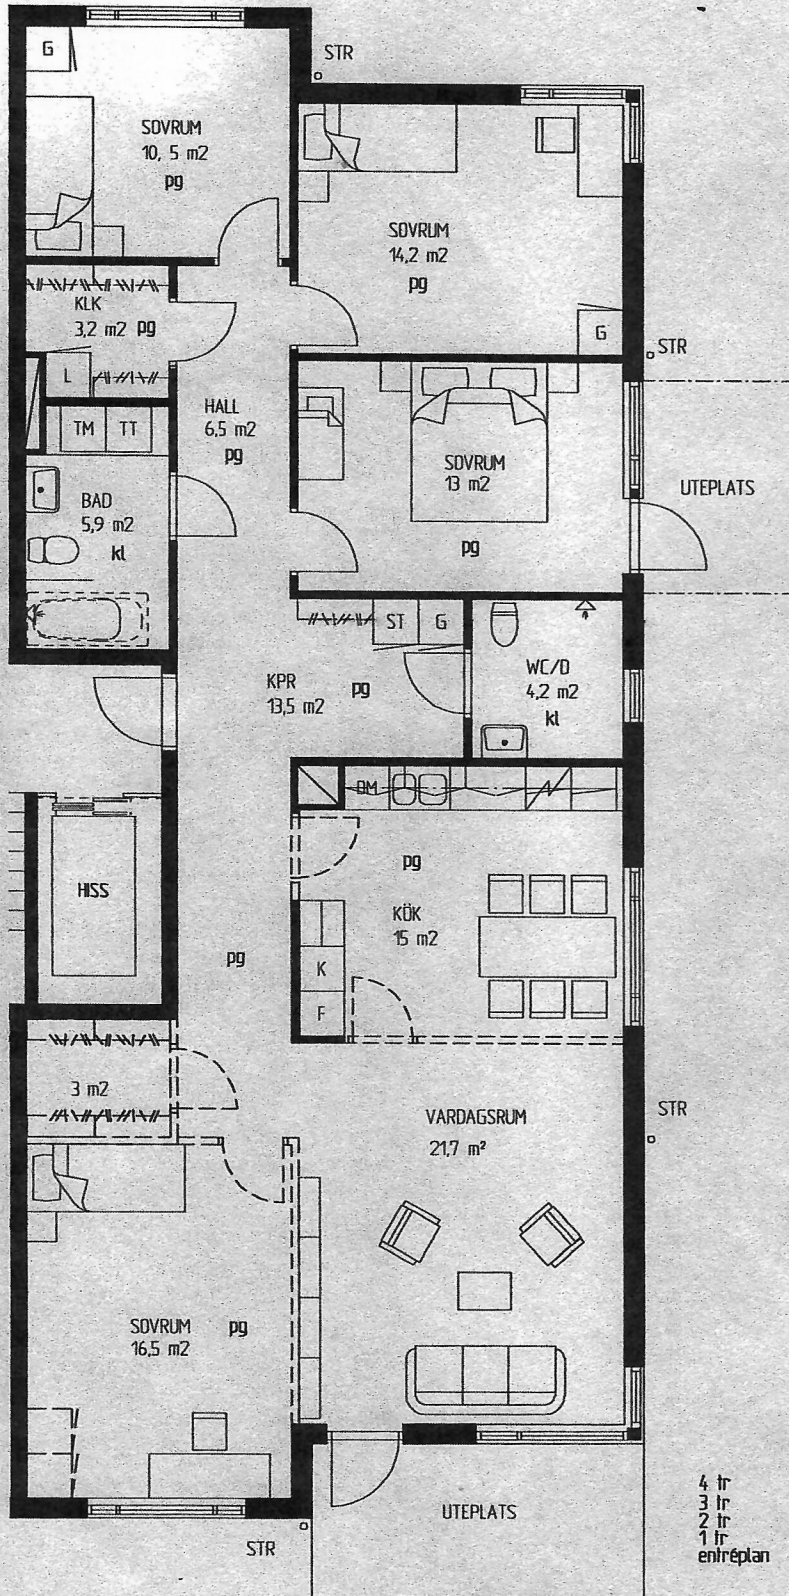 G
STR
SOVRUM
10, 5 m2
pg
SOVRUM
14,2 m2
pg
KLK
3,2 m2 pg
G
STR
L
HALL
6,5 m2
pg
TM TT
SOVRUM
13 m2
UTEPLATS
BAD
5,9 m2
kl
pg
ST G
WC/D
4,2 m2
kl
KPR
13,5 m2
pg
DM
HISS
pg
KÖK
15 m2
pg
K
F
3 m2
VARDAGSRUM
21,7 m²
STR
SOVRUM
16,5 m2
pg
UTEPLATS
STR
4 tr
3 tr
2 tr
1 tr
entréplan